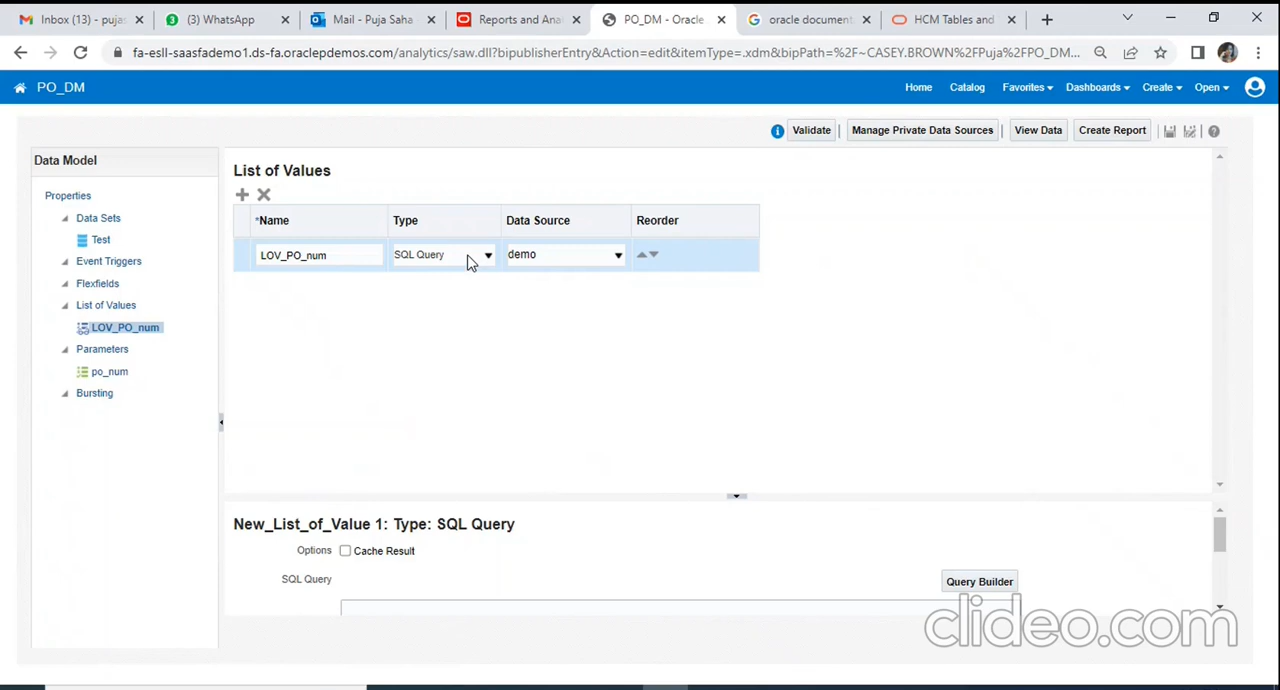 Inbox (13) - pujas
(3) WhatsApp
Mail - Puja Saha
Reports and Anal
PO_DM - Oracle
oracle document
HCM Tables and
fa-esll-saasfademo1.ds-fa.oraclepdemos.com/analytics/saw.dll?bipublisherEntry&Action=edit&itemType=.xdm&bipPath=%2F~CASEY.BROWN%2FPuja%2FPO_DM...
PO_DM
Home
Catalog
Favorites
Dashboards
Create
Open
Validate
Manage Private Data Sources
View Data
Create Report
Data Model
Properties
Data Sets
Test
Event Triggers
Flexfields
List of Values
LOV_PO_num
Parameters
po_num
Bursting
List of Values
*Name
Type
Data Source
Reorder
LOV_PO_num
SQL Query
demo
New_List_of_Value 1: Type: SQL Query
Options
Cache Result
SQL Query
Query Builder
clideo.com